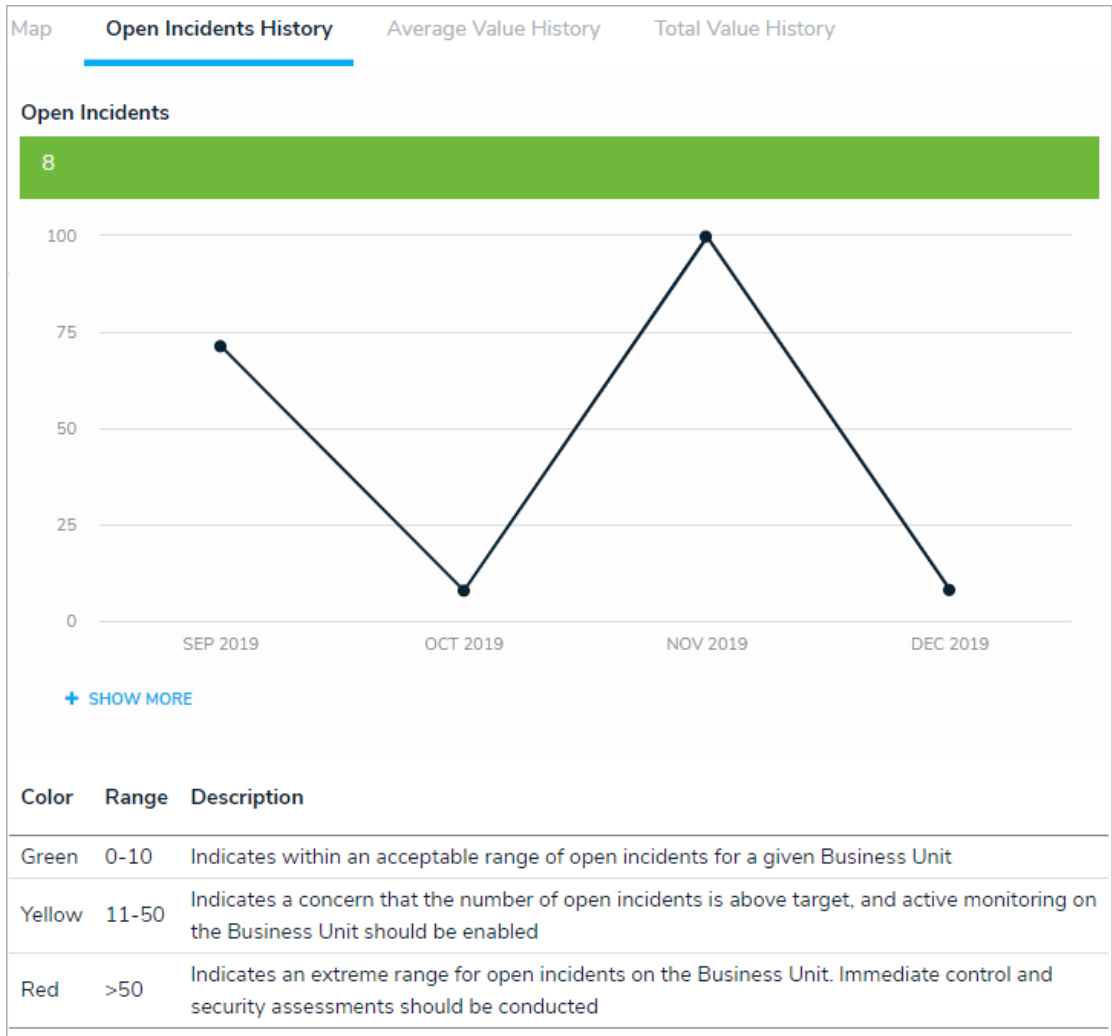 Map Open Incidents History Average Value History Total Value History
Open Incidents
8
100
75
50
25
0
SEP 2019 OCT 2019 NOV 2019 DEC 2019
+ SHOW MORE
Color Range Description
Green 0-10 Indicates within an acceptable range of open incidents for a given Business Unit
Yellow 11-50 Indicates a concern that the number of open incidents is above target, and active monitoring on
the Business Unit should be enabled
Red >50 Indicates an extreme range for open incidents on the Business Unit. Immediate control and
security assessments should be conducted